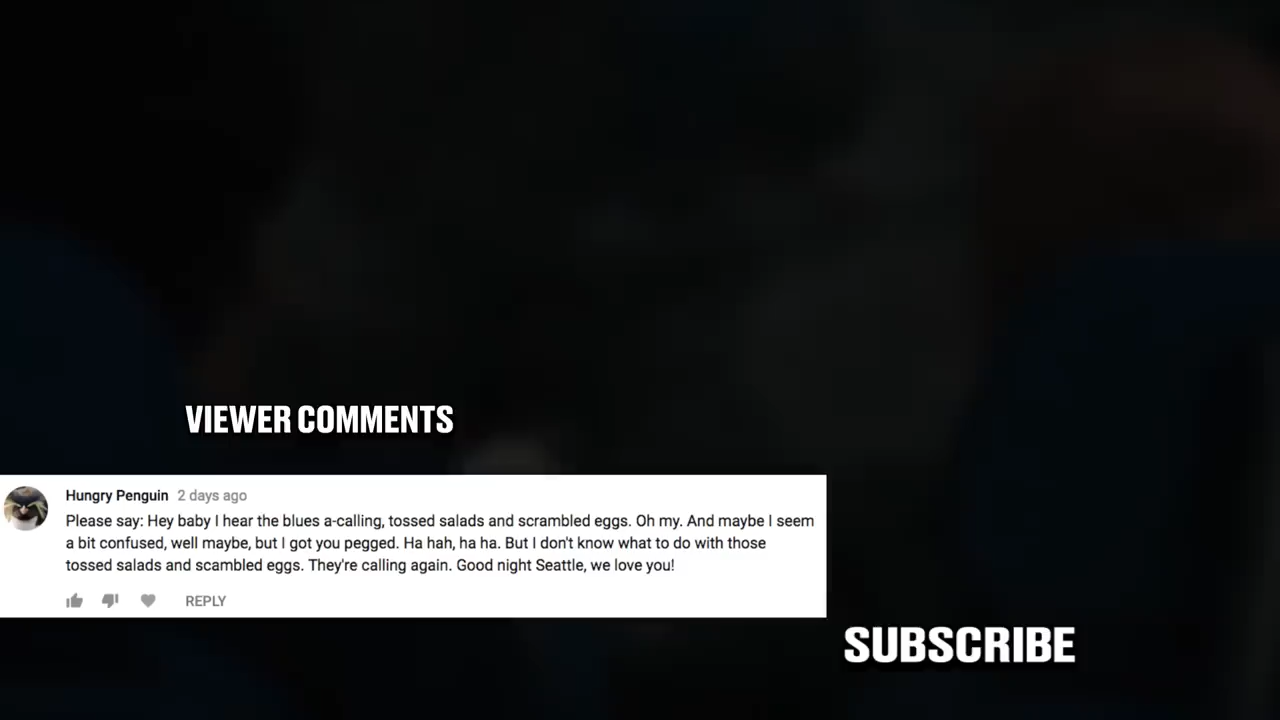 VIEWER COMMENTS
Hungry Penguin 2 days ago
Please say: Hey baby I hear the blues a-calling, tossed salads and scrambled eggs. Oh my. And maybe I seem
a bit confused, well maybe, but I got you pegged. Ha hah, ha ha. But I don't know what to do with those
tossed salads and scambled eggs. They're calling again. Good night Seattle, we love you!
REPLY
SUBSCRIBE